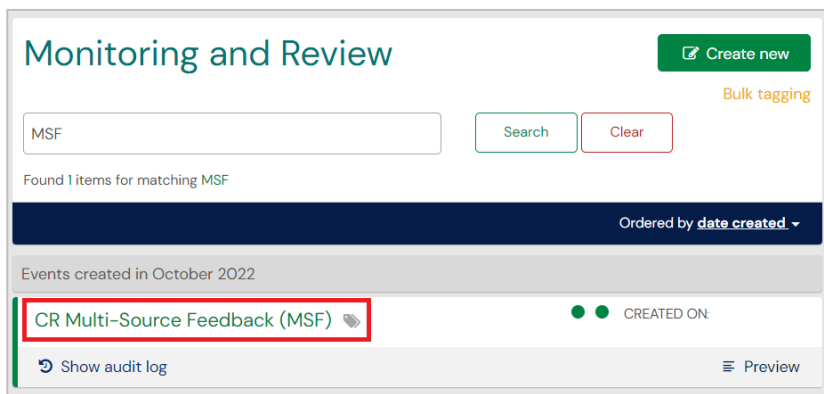 Monitoring and Review
Create new
Bulk tagging
MSF
Search
Clear
Found 1 items for matching MSF
Ordered by date created
Events created in October 2022
CR Multi-Source Feedback (MSF)
CREATED ON:
Show audit log
Preview